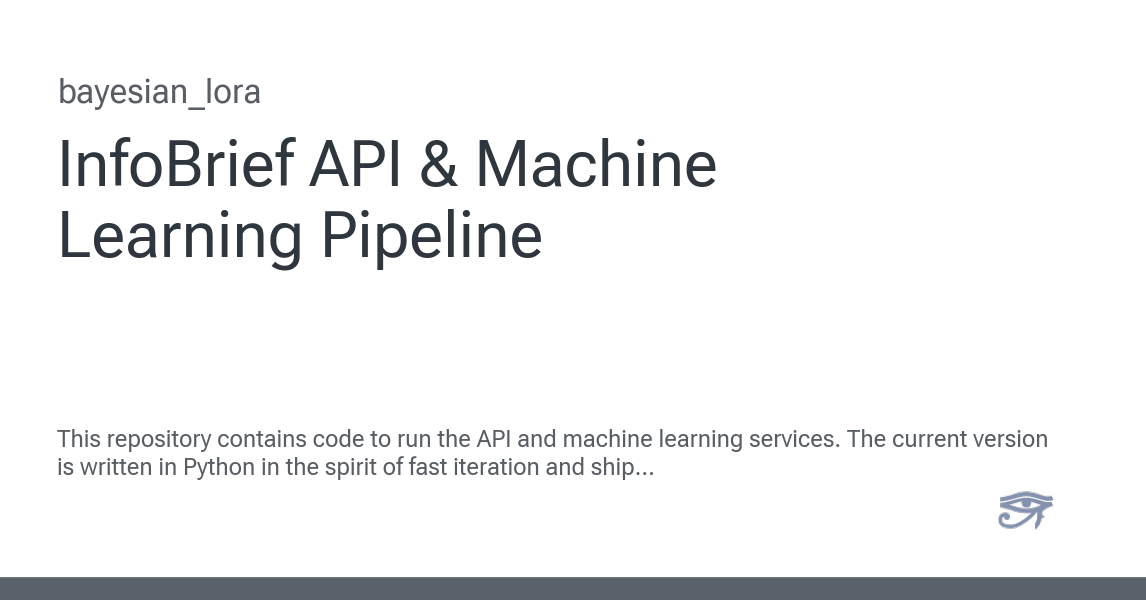 bayesian_lora
InfoBrief API & Machine
Learning Pipeline
This repository contains code to run the API and machine learning services. The current version
is written in Python in the spirit of fast iteration and ship...